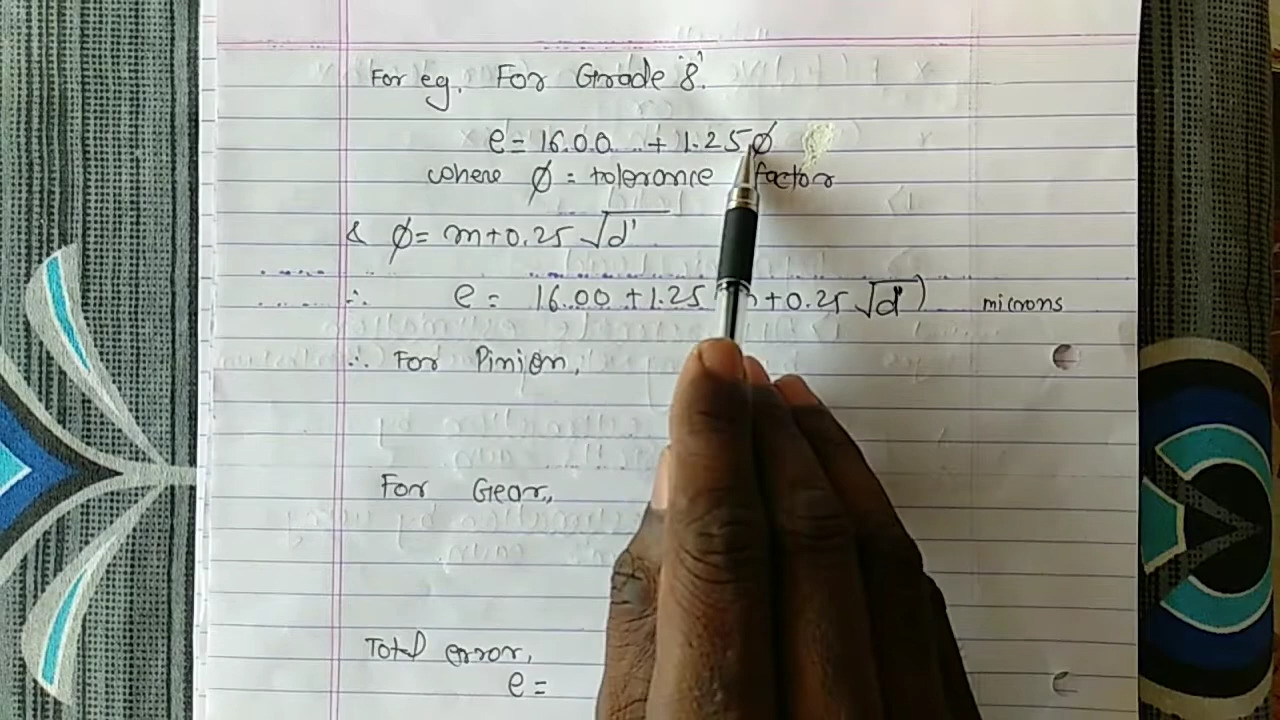 For eg. For Grade 8.
e = 16.00 + 1.25 ϕ
where ϕ = tolerance factor
& ϕ = m + 0.25 √d
∴ e = 16.00 + 1.25 + 0.25 √d ) microns
∴ For Pinion,
For Gear,
Total error,
e =